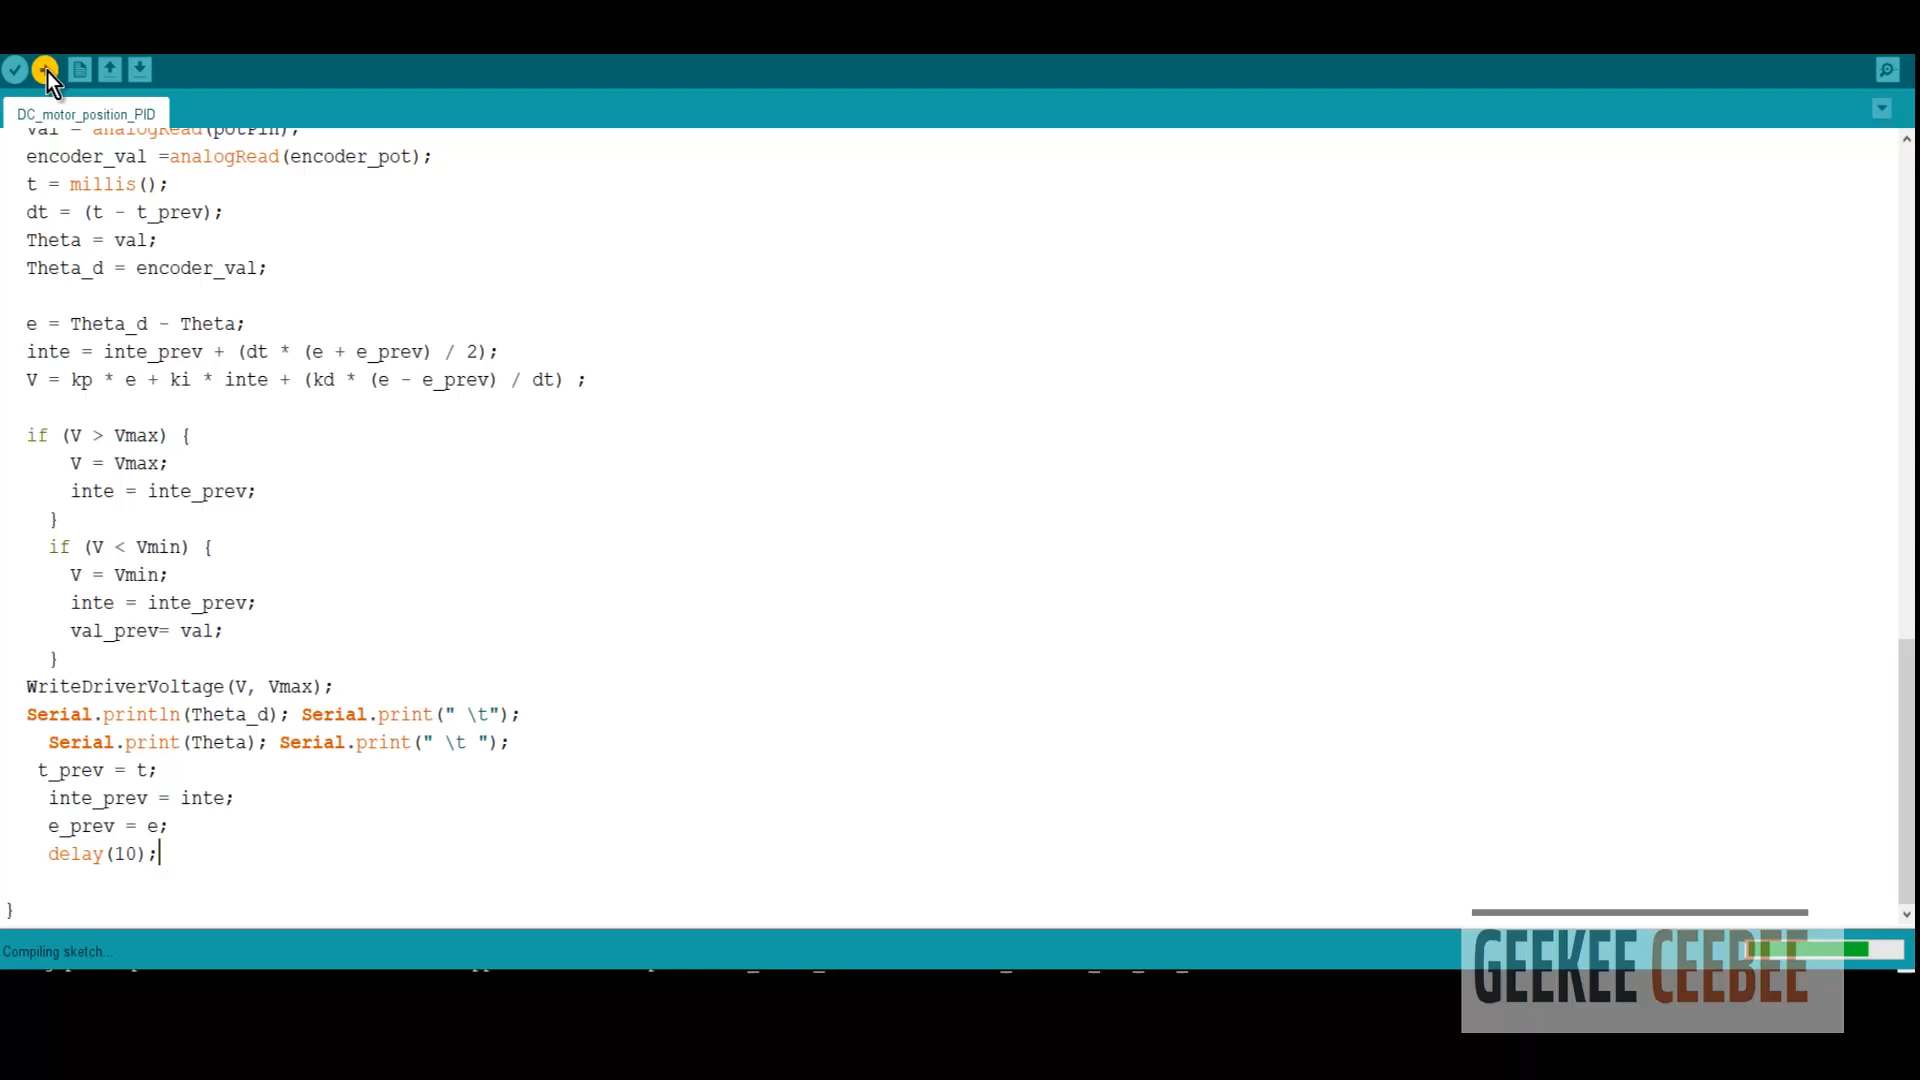 DC_motor_position_PID
val = analogRead(potPin);
encoder_val =analogRead(encoder_pot);
t = millis();
dt = (t - t_prev);
Theta = val;
Theta_d = encoder_val;
e = Theta_d - Theta;
inte = inte_prev + (dt * (e + e_prev) / 2);
V = kp * e + ki * inte + (kd * (e - e_prev) / dt) ;
if (V > Vmax) {
V = Vmax;
inte = inte_prev;
}
if (V < Vmin) {
V = Vmin;
inte = inte_prev;
val_prev= val;
}
WriteDriverVoltage(V, Vmax);
Serial.println(Theta_d); Serial.print(" \t");
Serial.print(Theta); Serial.print(" \t ");
t_prev = t;
inte_prev = inte;
e_prev = e;
delay(10);
}
Compiling sketch...
GEEKEE CEEBEE